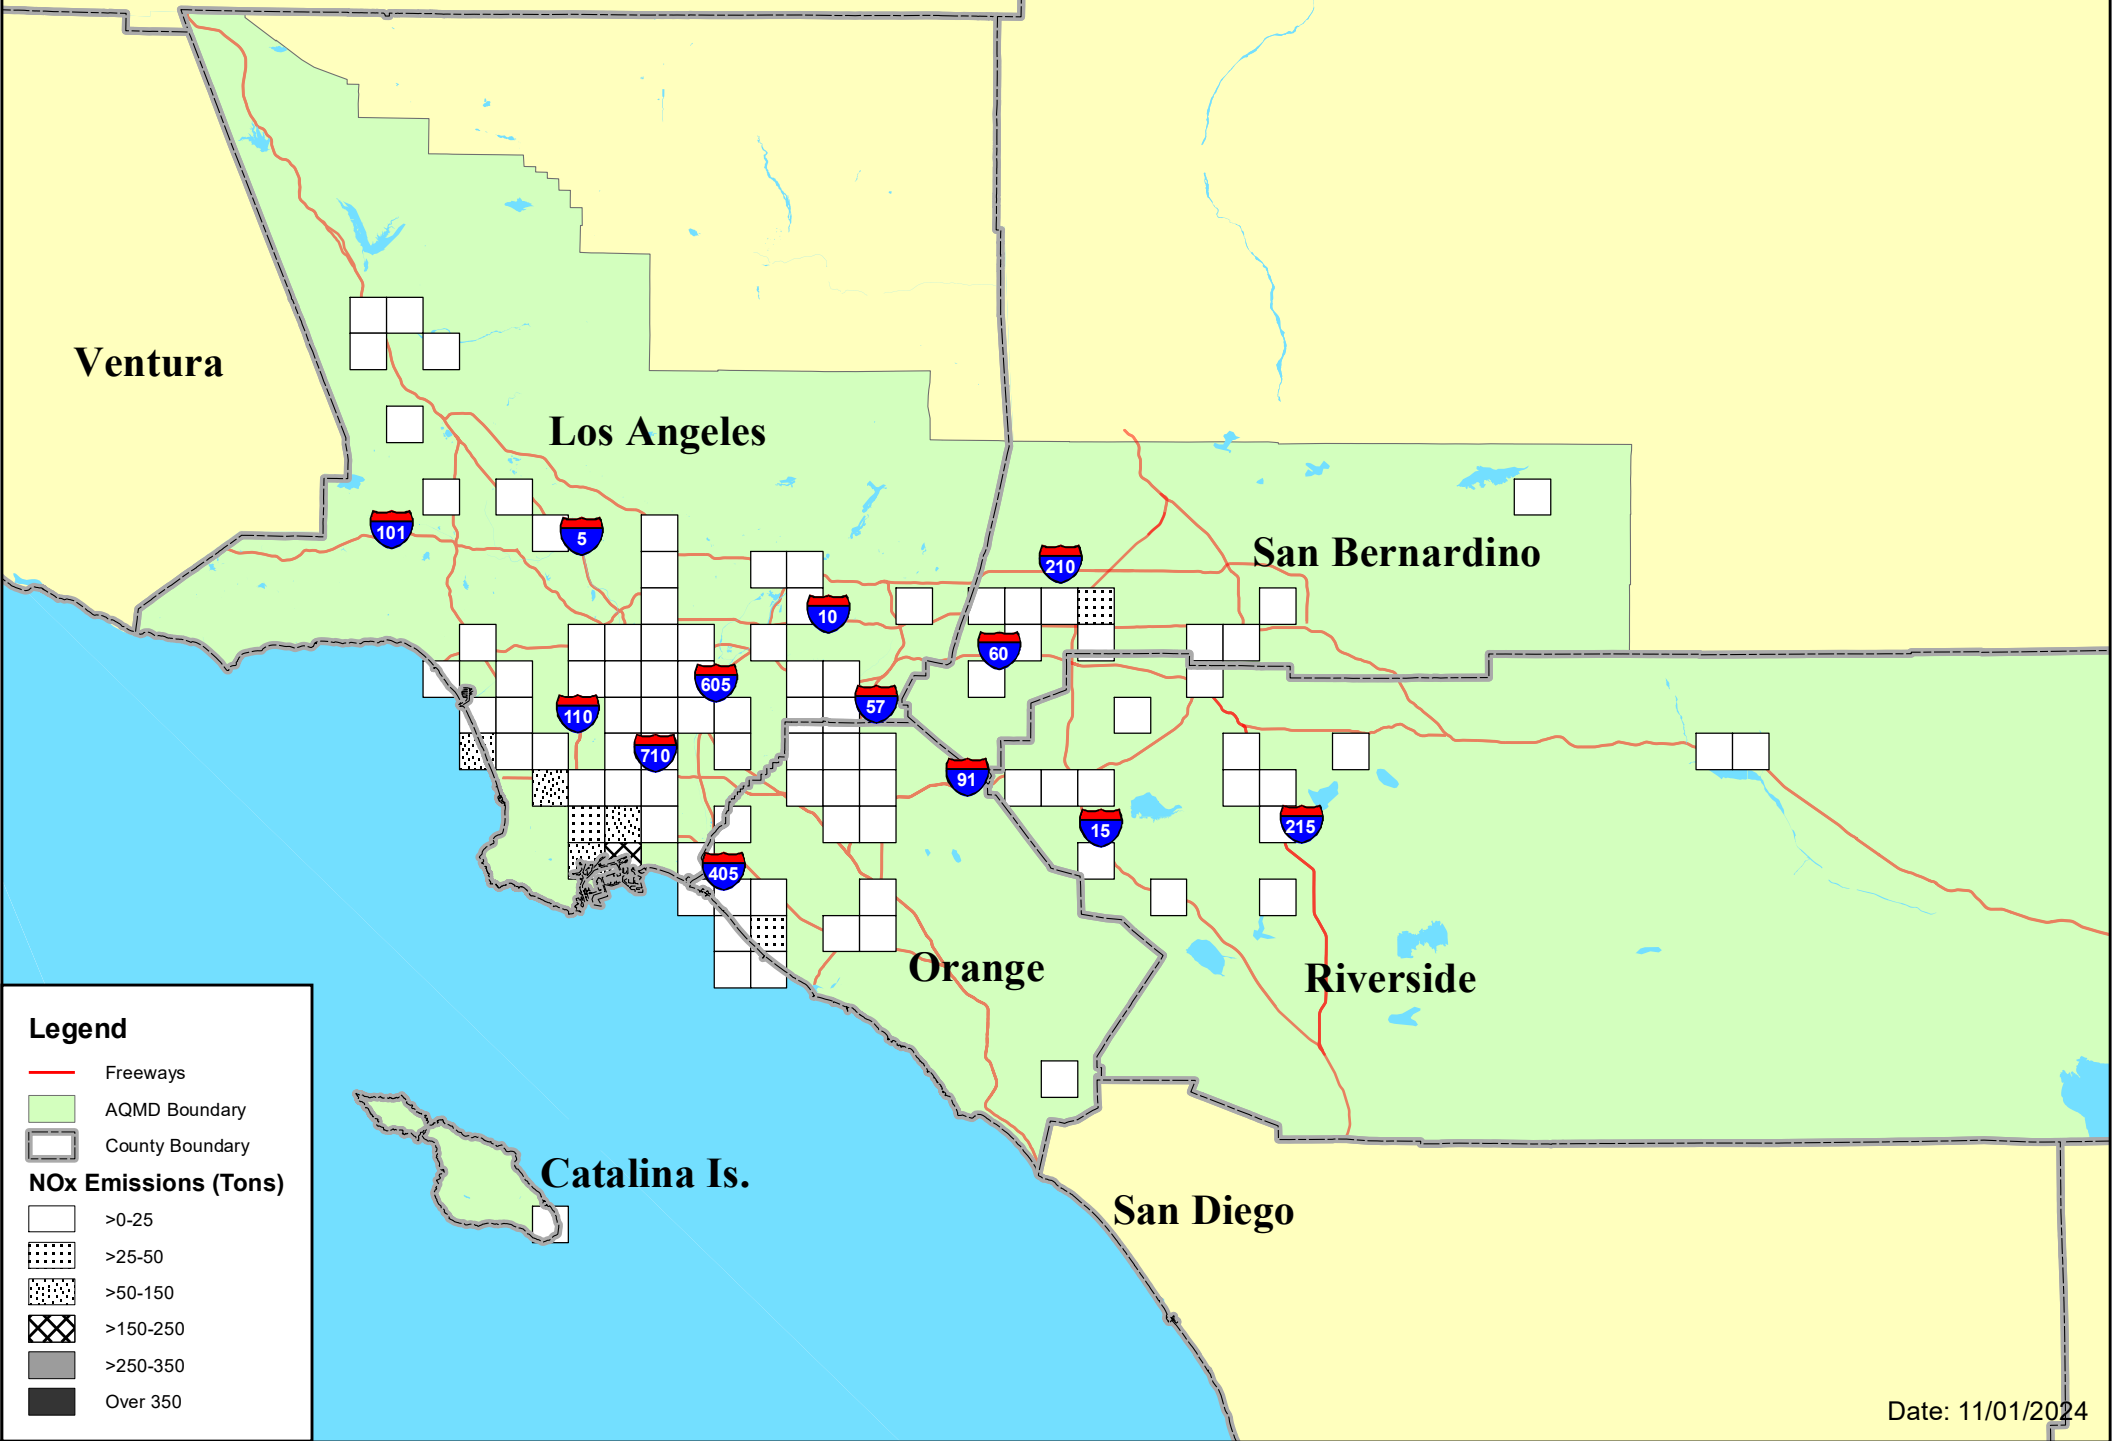 Ventura
Los Angeles
101
5
210
San Bernardino
10
60
605
57
110
710
91
15
215
405
Orange
Riverside
Catalina Is.
San Diego
Legend
Freeways
AQMD Boundary
County Boundary
NOx Emissions (Tons)
>0-25
>25-50
>50-150
>150-250
>250-350
Over 350
Date: 11/01/2024